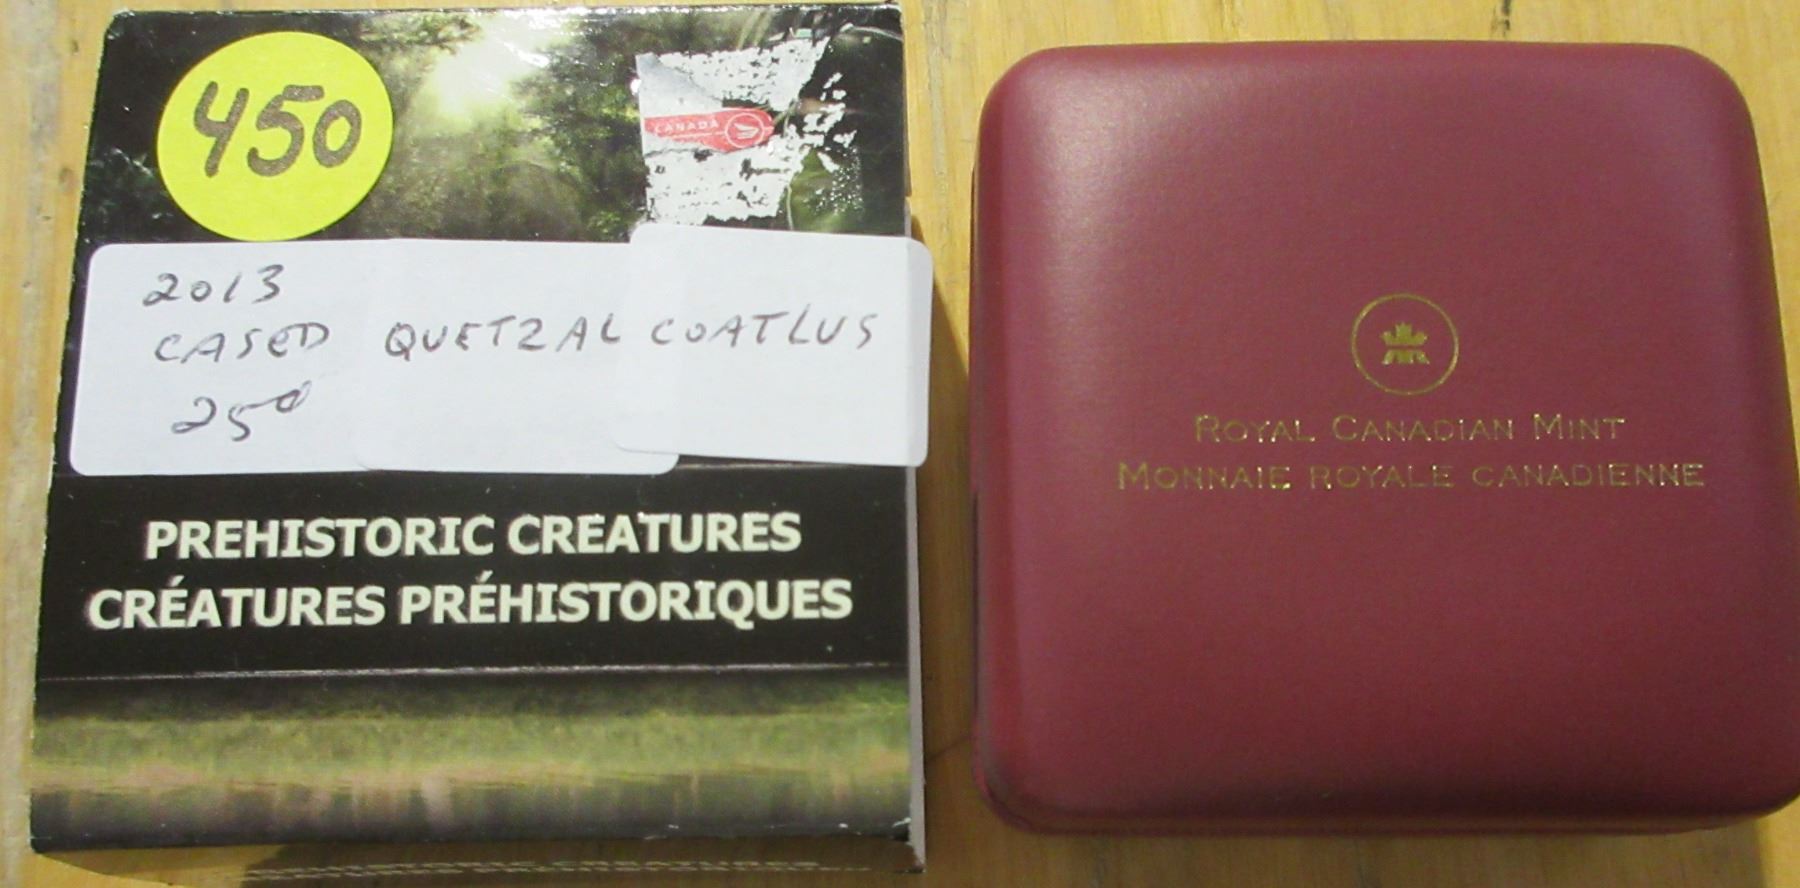 450
CANADA
2013
CASED QUETZAL COATLUS
25¢
PREHISTORIC CREATURES
CRÉATURES PRÉHISTORIQUES
ROYAL CANADIAN MINT
MONNAIE ROYALE CANADIENNE